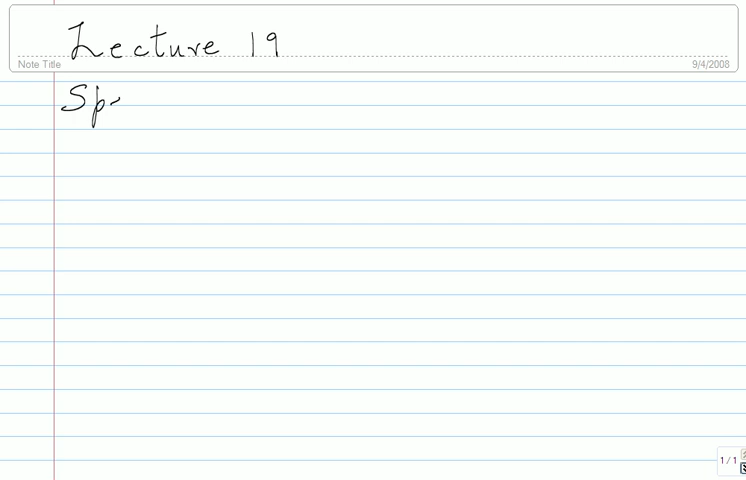 Lecture 19
Note Title
9/4/2008
Sp
1 / 1